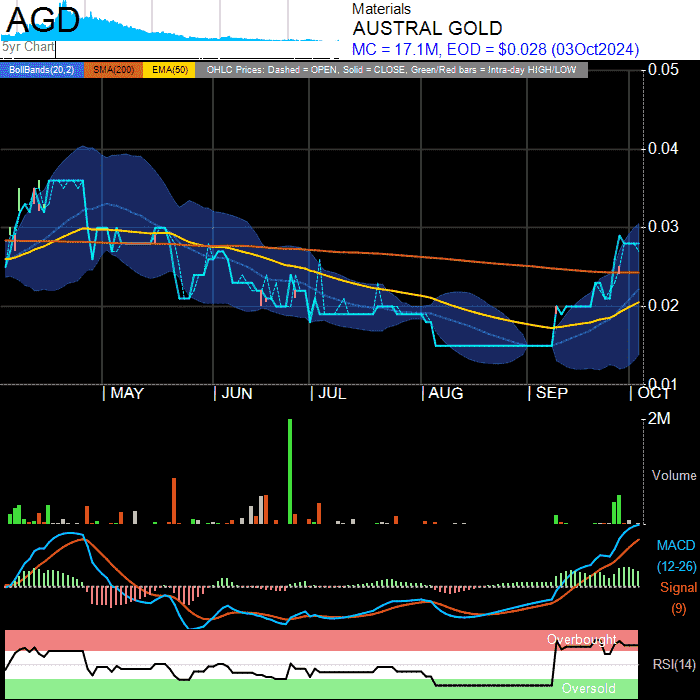 AGD
5yr Chart
Materials
AUSTRAL GOLD
MC = 17.1M, EOD = $0.028 (03Oct2024)
BollBands(20,2) SMA(200) EMA(50) OHLC Prices: Dashed = OPEN, Solid = CLOSE, Green/Red bars = Intra-day HIGH/LOW
0.05
0.04
0.03
0.02
0.01
| MAY | JUN | JUL | AUG | SEP | OCT
2M
Volume
MACD
(12-26)
Signal
(9)
Overbought
RSI(14)
Oversold